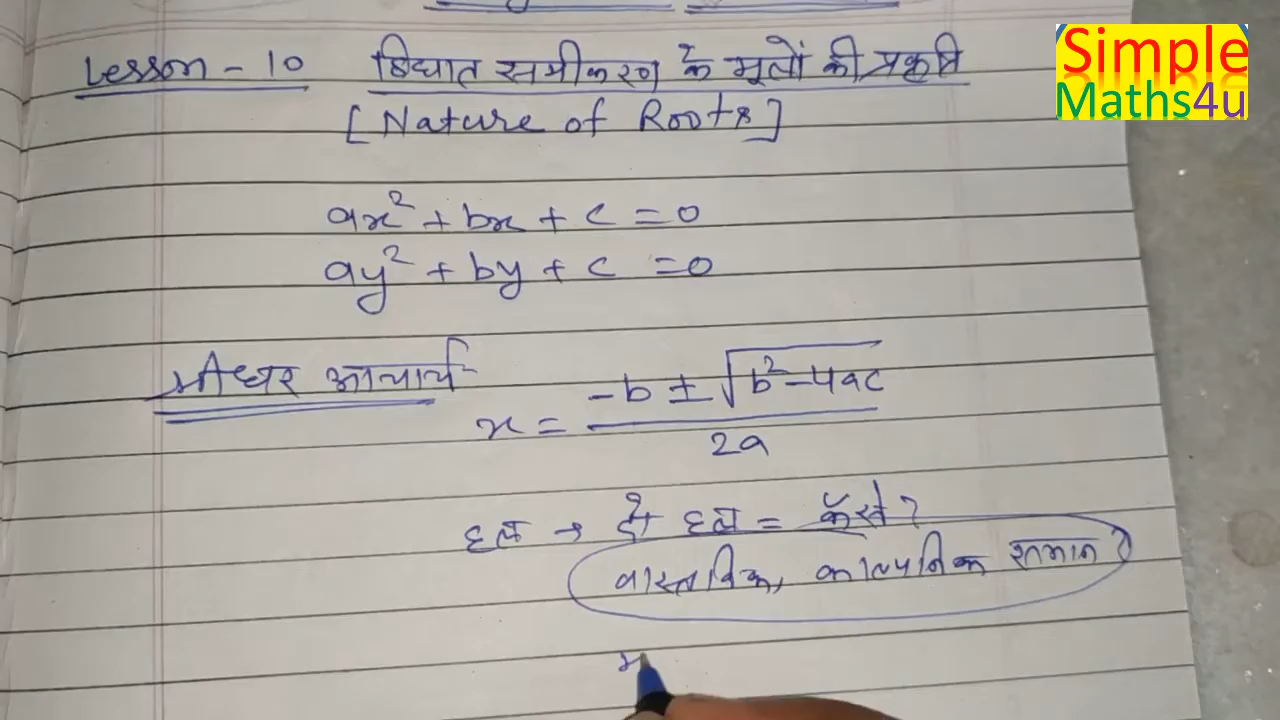 Simple
Maths4u
Lesson - 10 द्विघात समीकरण के मूलों की प्रकृति
[Nature of Roots]
ax² + bx + c = 0
ay² + by + c = 0
श्रीधर आचार्य
x = -b ± √b² - 4ac / 2a
हल → दो हल = कैसे?
वास्तविक, काल्पनिक समान?